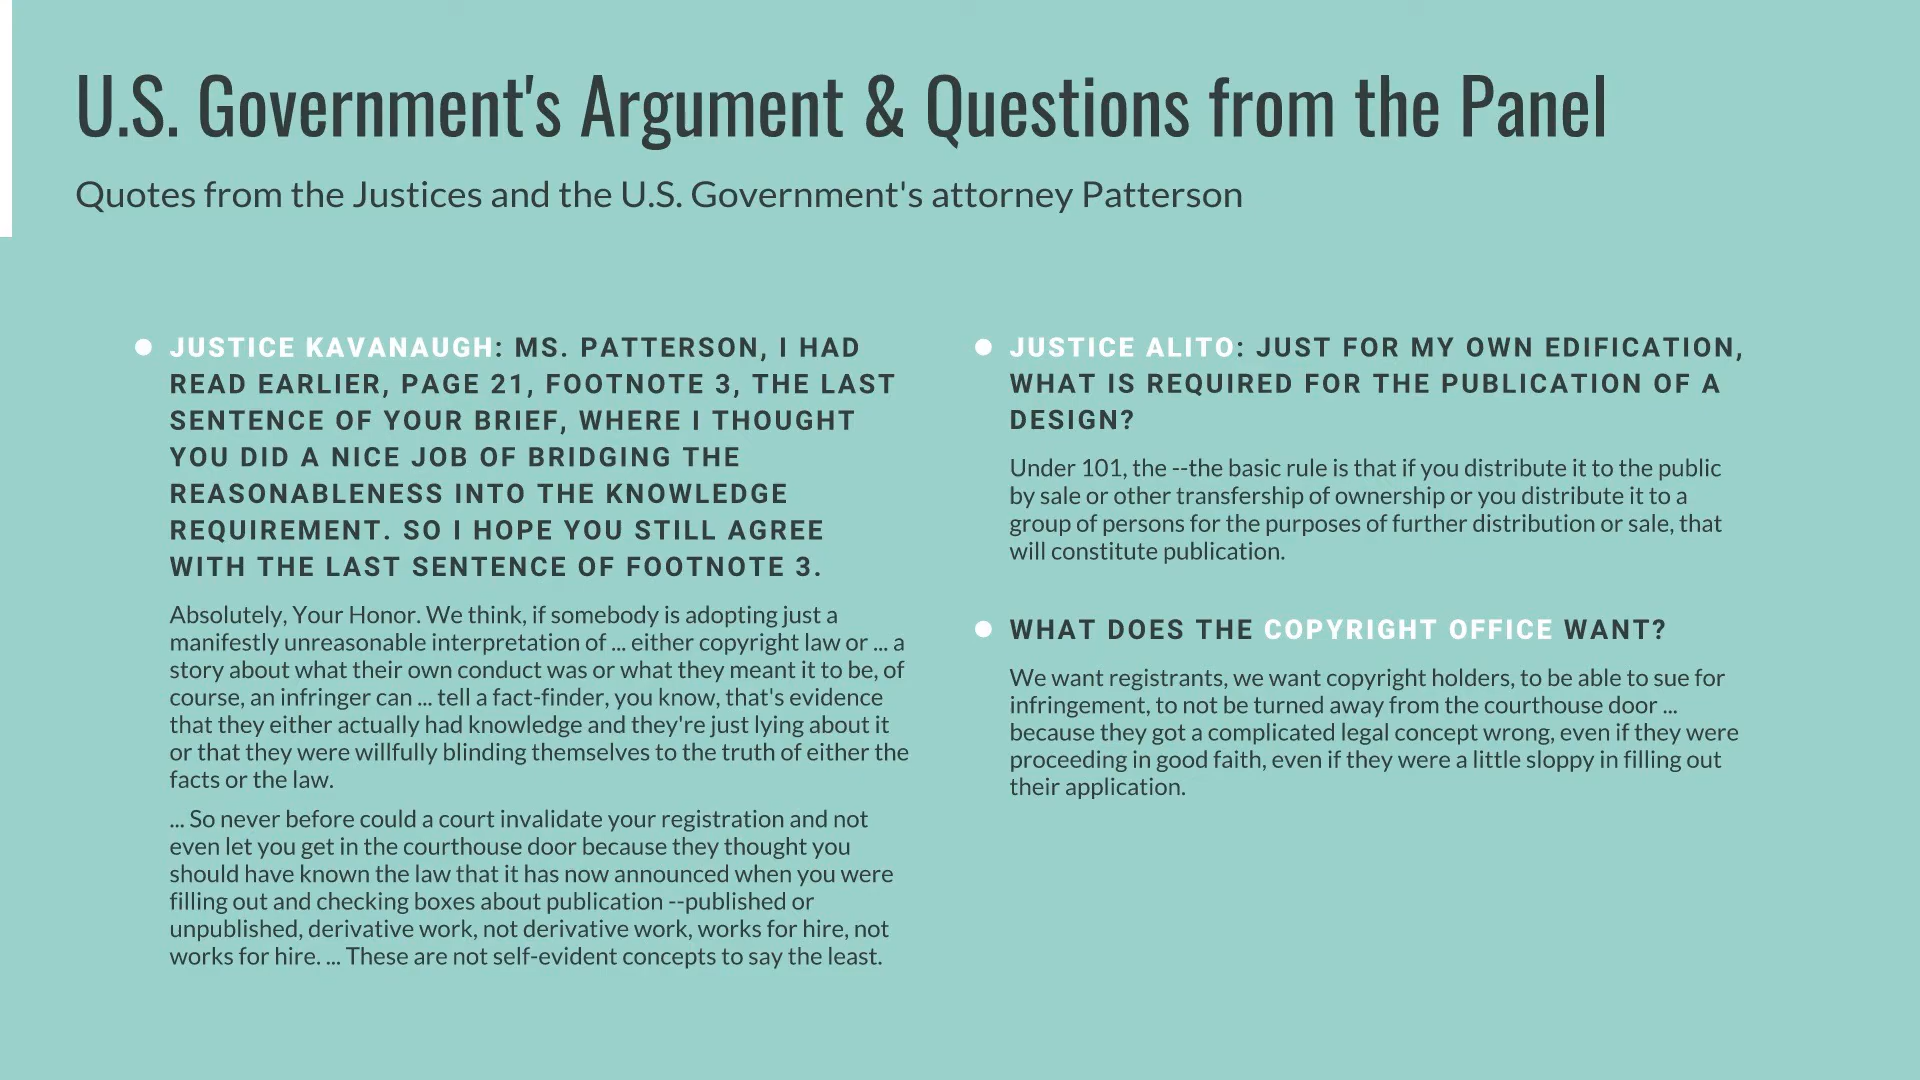 U.S. Government's Argument & Questions from the Panel
Quotes from the Justices and the U.S. Government's attorney Patterson
JUSTICE KAVANAUGH: MS. PATTERSON, I HAD
READ EARLIER, PAGE 21, FOOTNOTE 3, THE LAST
SENTENCE OF YOUR BRIEF, WHERE I THOUGHT
YOU DID A NICE JOB OF BRIDGING THE
REASONABLENESS INTO THE KNOWLEDGE
REQUIREMENT. SO I HOPE YOU STILL AGREE
WITH THE LAST SENTENCE OF FOOTNOTE 3.
Absolutely, Your Honor. We think, if somebody is adopting just a
manifestly unreasonable interpretation of ... either copyright law or ... a
story about what their own conduct was or what they meant it to be, of
course, an infringer can ... tell a fact-finder, you know, that's evidence
that they either actually had knowledge and they're just lying about it
or that they were willfully blinding themselves to the truth of either the
facts or the law.
... So never before could a court invalidate your registration and not
even let you get in the courthouse door because they thought you
should have known the law that it has now announced when you were
filling out and checking boxes about publication --published or
unpublished, derivative work, not derivative work, works for hire, not
works for hire. ... These are not self-evident concepts to say the least.
JUSTICE ALITO: JUST FOR MY OWN EDIFICATION,
WHAT IS REQUIRED FOR THE PUBLICATION OF A
DESIGN?
Under 101, the --the basic rule is that if you distribute it to the public
by sale or other transfership of ownership or you distribute it to a
group of persons for the purposes of further distribution or sale, that
will constitute publication.
WHAT DOES THE COPYRIGHT OFFICE WANT?
We want registrants, we want copyright holders, to be able to sue for
infringement, to not be turned away from the courthouse door ...
because they got a complicated legal concept wrong, even if they were
proceeding in good faith, even if they were a little sloppy in filling out
their application.